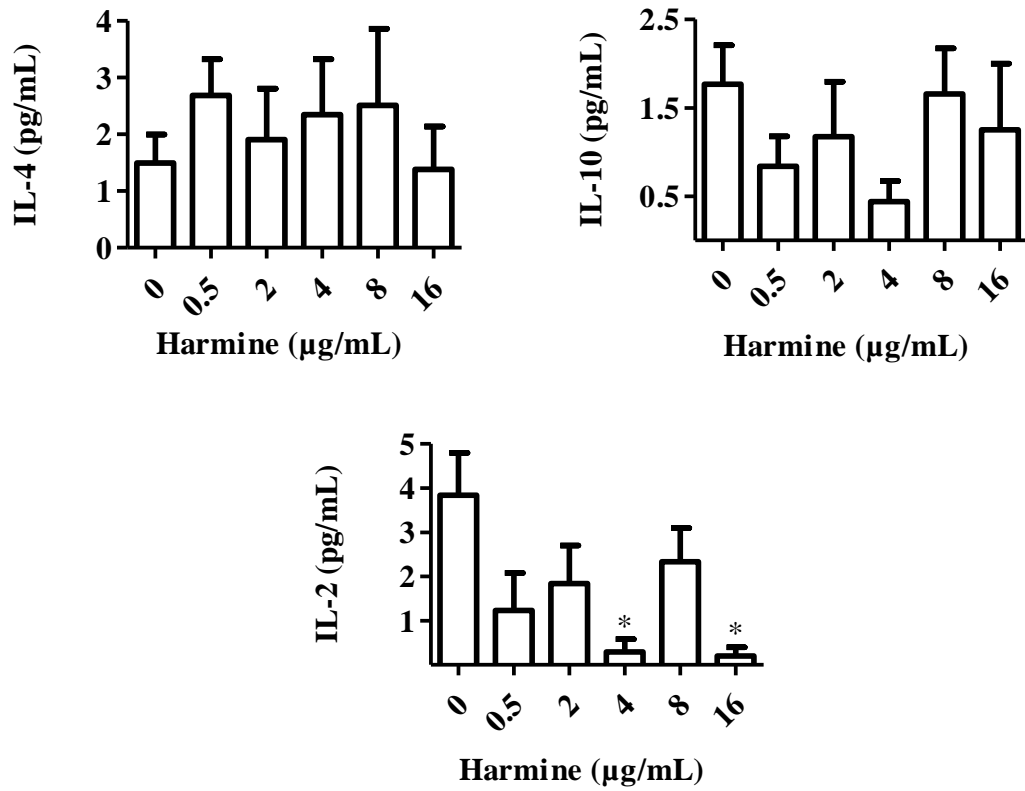 IL-4 (pg/mL)
4
3
2
1
0
0 0.5 2 4 8 16
Harmine (µg/mL)
IL-10 (pg/mL)
2.5
1.5
0.5
0 0.5 2 4 8 16
Harmine (µg/mL)
IL-2 (pg/mL)
5
4
3
2
1
* *
0 0.5 2 4 8 16
Harmine (µg/mL)